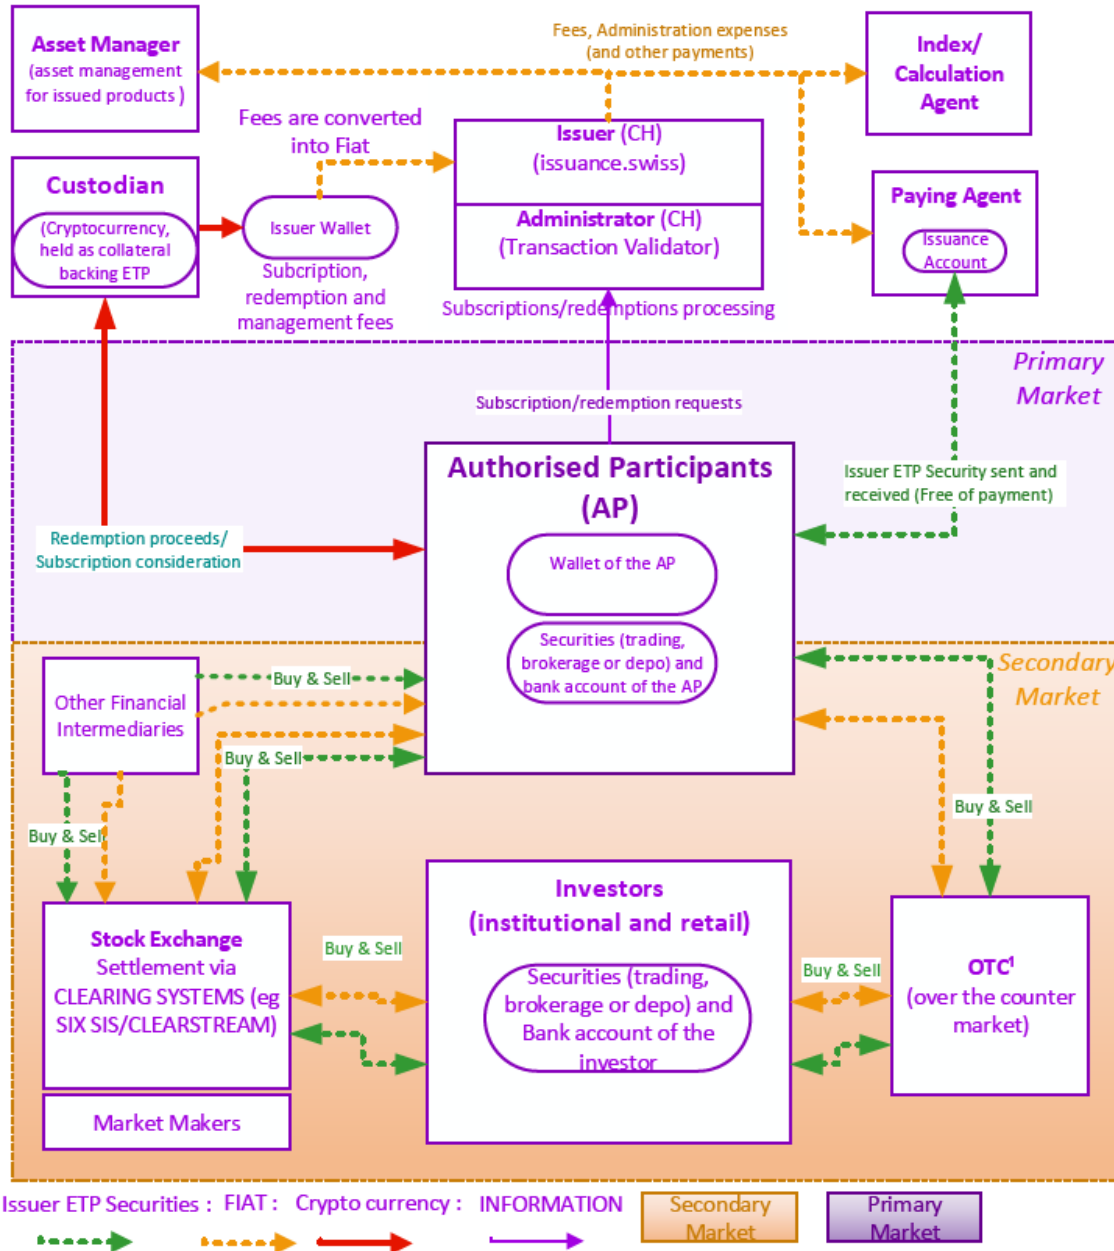 Asset Manager
(asset management
for issued products )
Fees, Administration expenses
(and other payments)
Index/
Calculation
Agent
Fees are converted
into Fiat
Issuer (CH)
(issuance.swiss)
Administrator (CH)
(Transaction Validator)
Custodian
(Cryptocurrency,
held as collateral
backing ETP
Issuer Wallet
Subcription,
redemption and
management fees
Paying Agent
Issuance
Account
Subscriptions/redemptions processing
Primary
Market
Subscription/redemption requests
Authorised Participants
(AP)
Wallet of the AP
Securities (trading,
brokerage or depo) and
bank account of the AP
Issuer ETP Security sent and
received (Free of payment)
Redemption proceeds/
Subscription consideration
Secondary
Market
Other Financial
Intermediaries
Buy & Sell
Buy & Sell
Buy & Sell
Buy & Sell
Stock Exchange
Settlement via
CLEARING SYSTEMS (eg
SIX SIS/CLEARSTREAM)
Market Makers
Buy & Sell
Investors
(institutional and retail)
Securities (trading,
brokerage or depo) and
Bank account of the
investor
Buy & Sell
OTC¹
(over the counter
market)
Issuer ETP Securities :
FIAT :
Crypto currency :
INFORMATION
Secondary
Market
Primary
Market